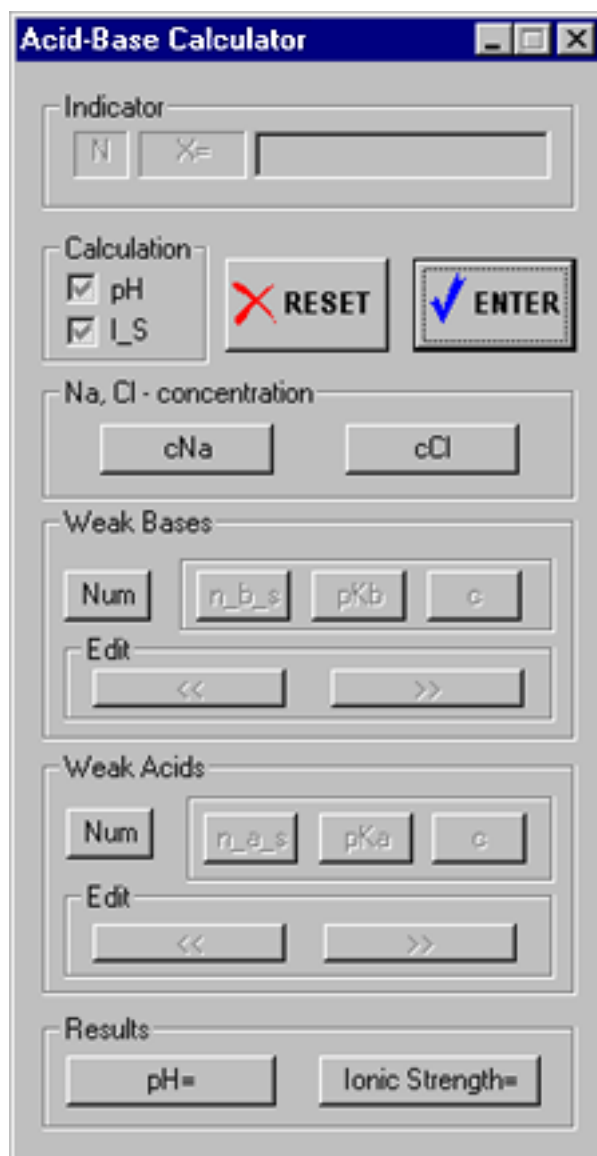 Acid-Base Calculator
Indicator
N X=
Calculation
pH
I_S
RESET ENTER
Na, Cl - concentration
cNa cCl
Weak Bases
Num n_b_s pKb c
Edit
<< >>
Weak Acids
Num n_a_s pKa c
Edit
<< >>
Results
pH= Ionic Strength=